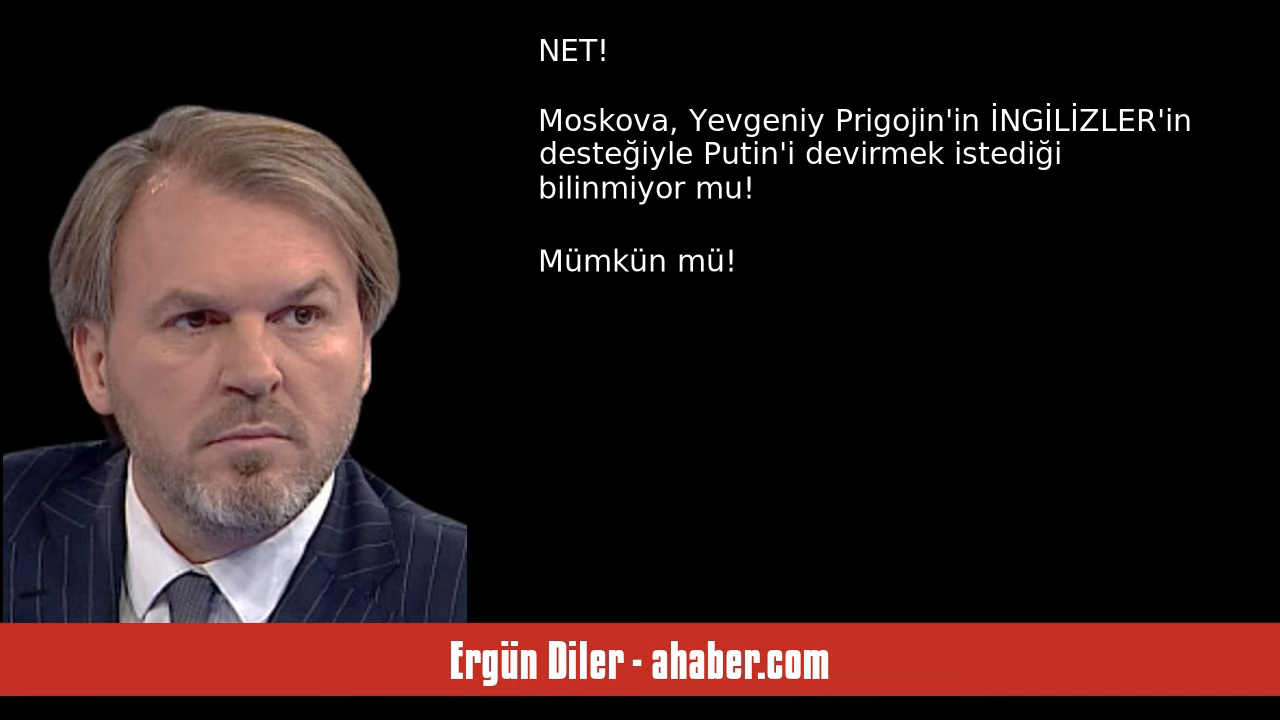 NET!
Moskova, Yevgeniy Prigojin'in İNGİLİZLER'in
desteğiyle Putin'i devirmek istediği
bilinmiyor mu!
Mümkün mü!
Ergün Diler - ahaber.com